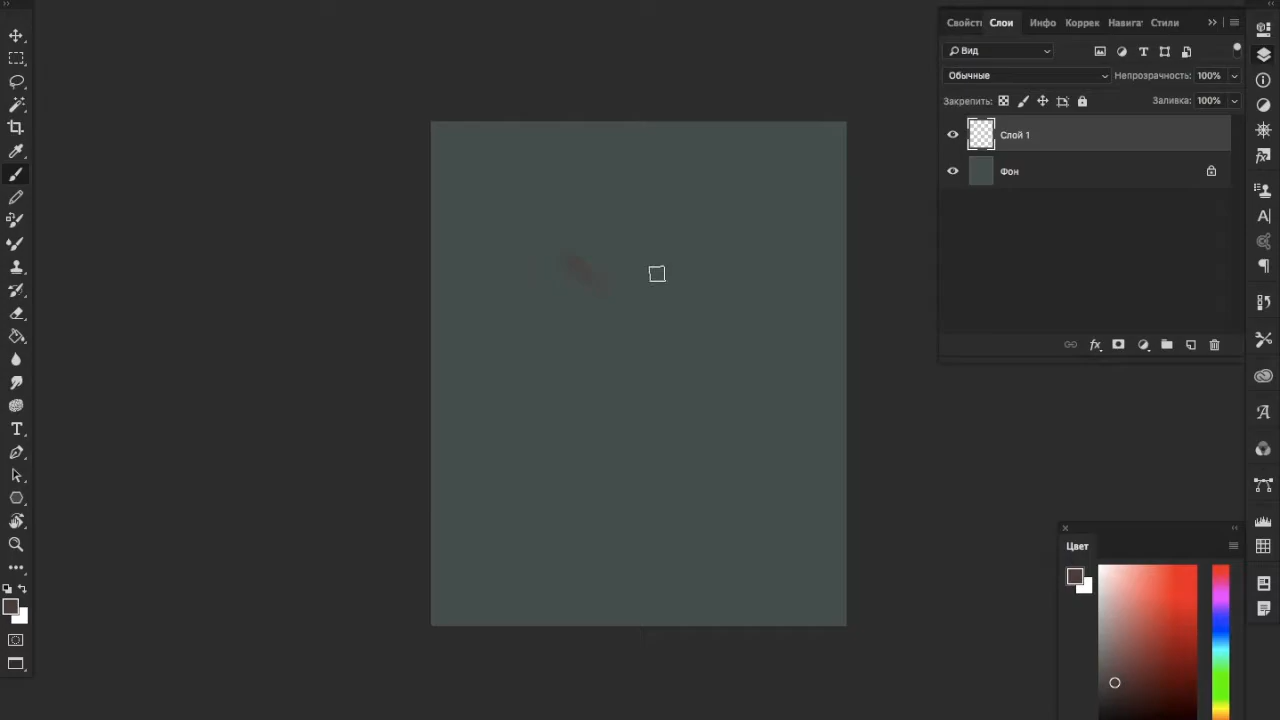 Свойст Слои Инфо Коррек Навига Стили
Вид
Обычные Непрозрачность: 100%
Закрепить: Заливка: 100%
Слой 1
Фон
Цвет